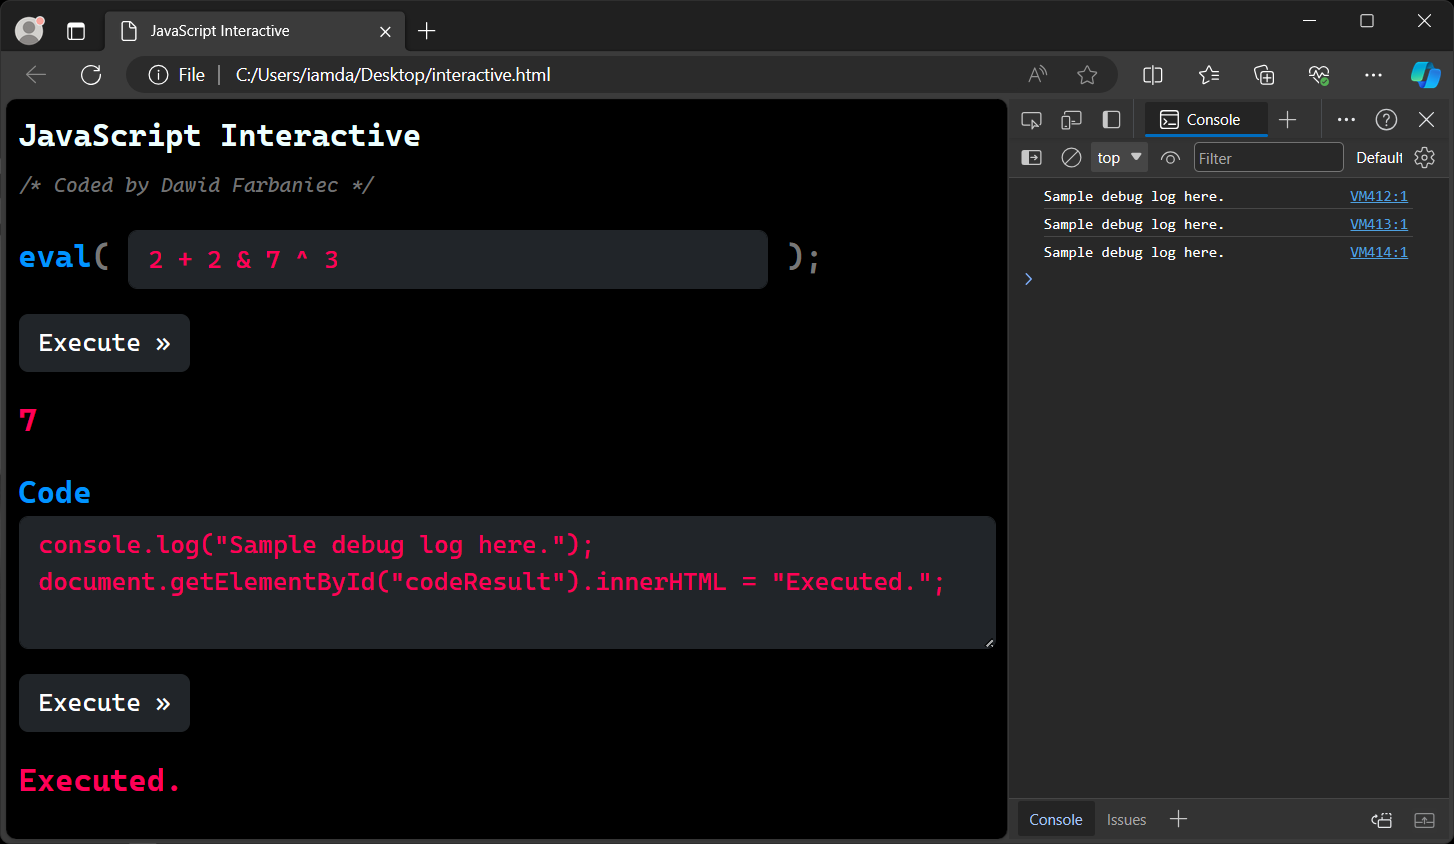 JavaScript Interactive
File
C:/Users/iamda/Desktop/interactive.html
JavaScript Interactive
/* Coded by Dawid Farbaniec */
eval( 2 + 2 & 7 ^ 3 );
Execute »
7
Code
console.log("Sample debug log here.");
document.getElementById("codeResult").innerHTML = "Executed.";
Execute »
Executed.
Console
top Filter Default
Sample debug log here. VM412:1
Sample debug log here. VM413:1
Sample debug log here. VM414:1
Console Issues